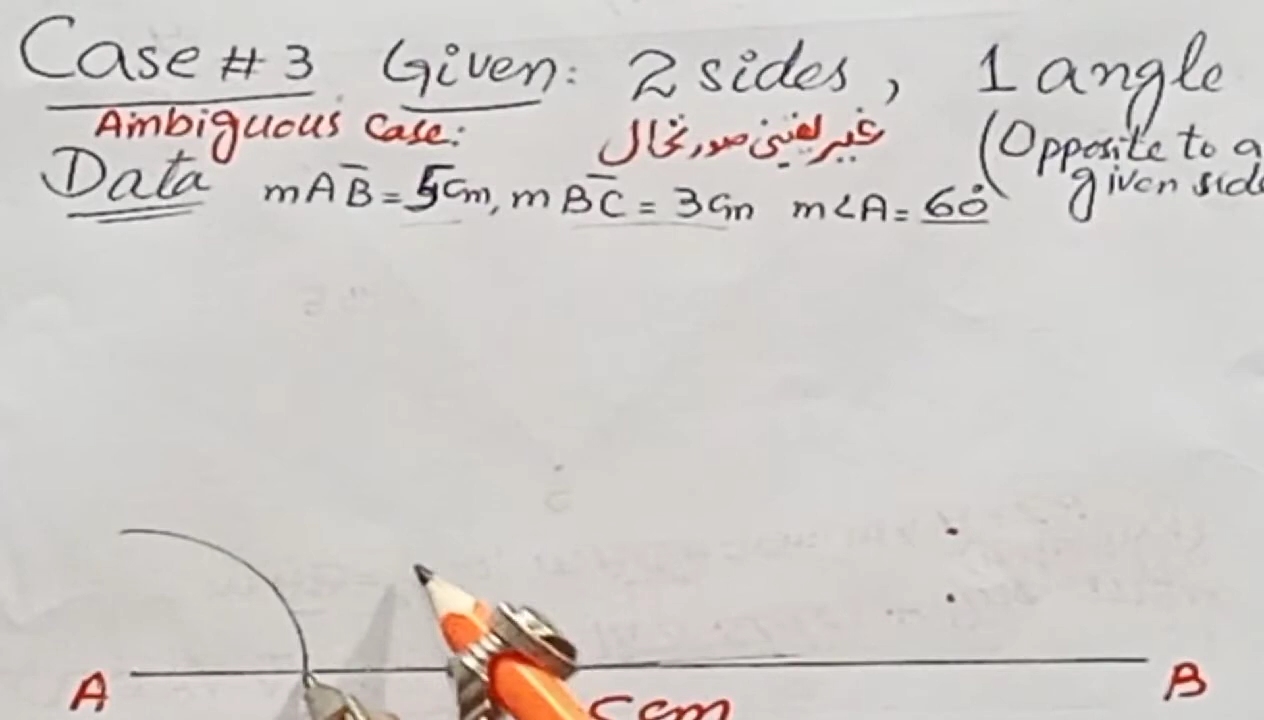 Case # 3 Given: 2 sides, 1 angle
Ambiguous Case: غیر یقینی صورتحال (Opposite to a
Data mAB = 5cm, mBC = 3cm m∠A = 60° given side
A B
5cm